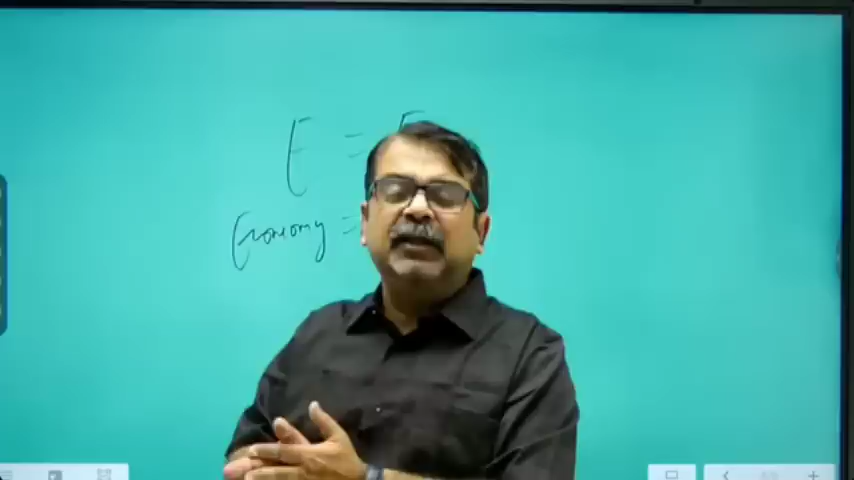 E = E
Economy =